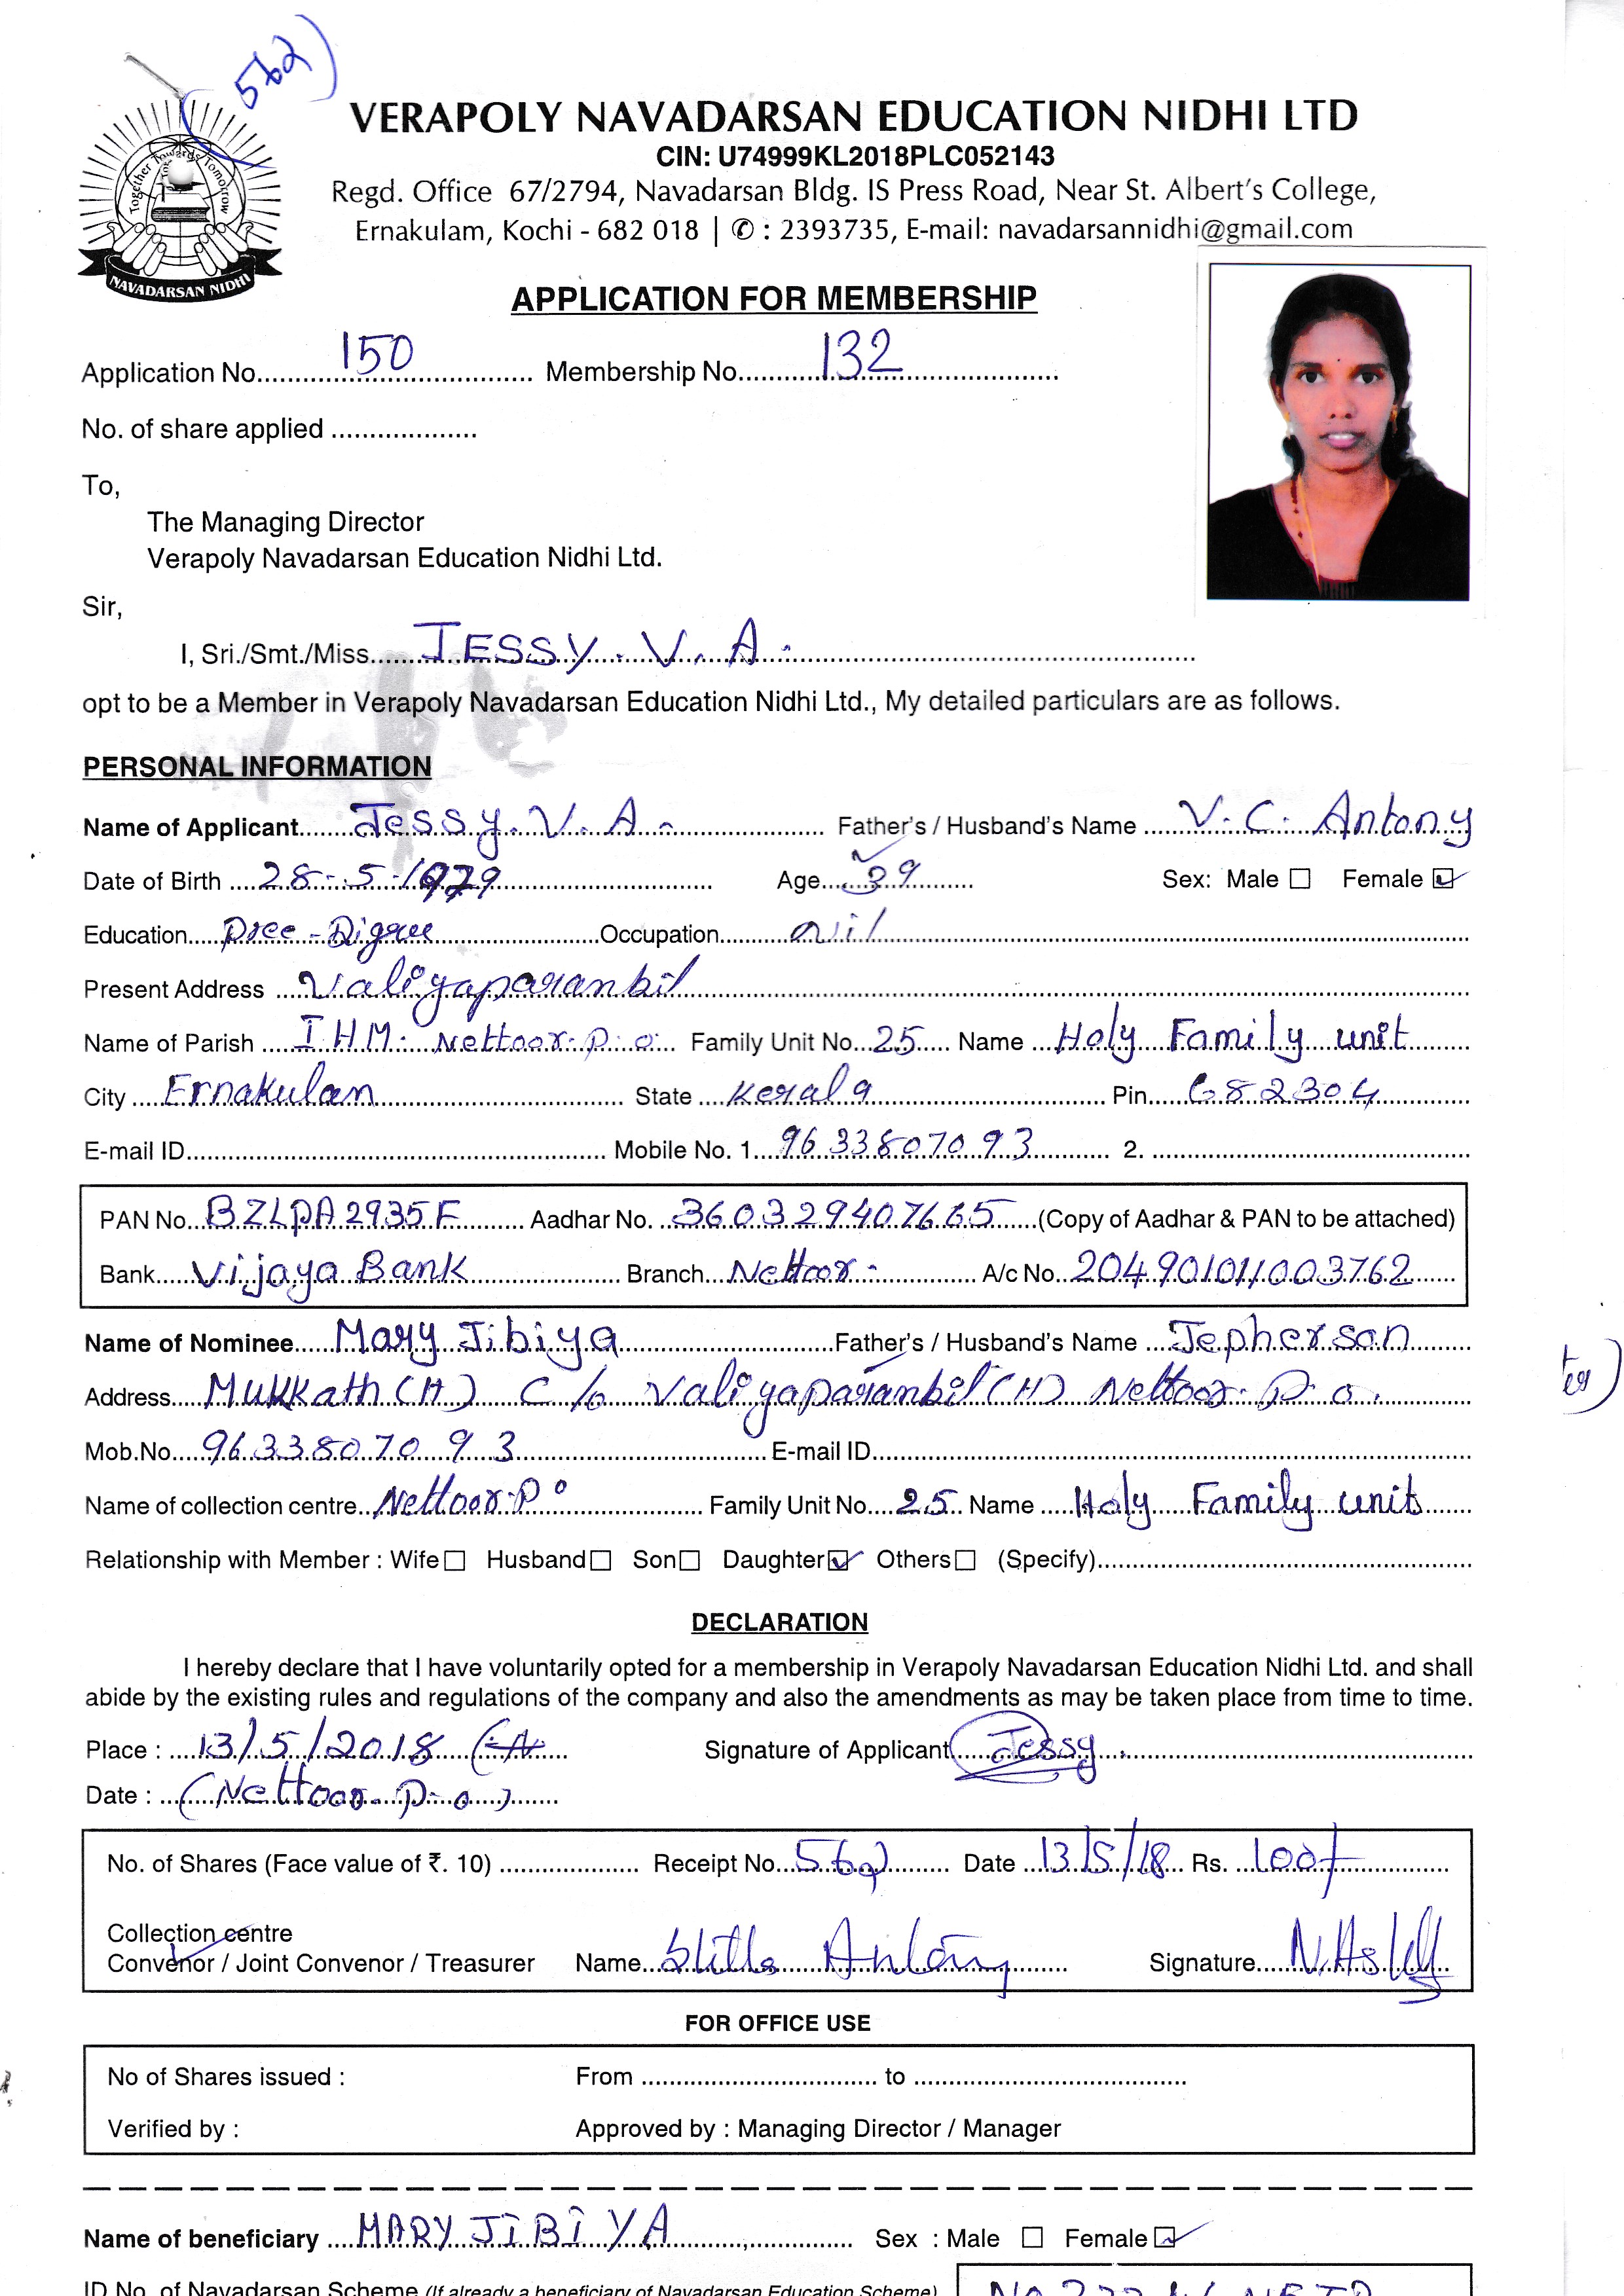 562)
Together Towards Tomorrow
NAVADARSAN NIDHI
VERAPOLY NAVADARSAN EDUCATION NIDHI LTD
CIN: U74999KL2018PLC052143
Regd. Office 67/2794, Navadarsan Bldg. IS Press Road, Near St. Albert's College,
Ernakulam, Kochi - 682 018 | ✆ : 2393735, E-mail: navadarsannidhi@gmail.com
APPLICATION FOR MEMBERSHIP
Application No. 150 Membership No. 132
No. of share applied
To,
The Managing Director
Verapoly Navadarsan Education Nidhi Ltd.
Sir,
I, Sri./Smt./Miss. JESSY. V. A.
opt to be a Member in Verapoly Navadarsan Education Nidhi Ltd., My detailed particulars are as follows.
PERSONAL INFORMATION
Name of Applicant Jessy. V. A. Father's / Husband's Name V. C. Antony
Date of Birth 28-5-1979 Age 39 Sex: Male ☐ Female ☑
Education Pree-Digree Occupation Nil
Present Address Valiyaparanbil
Name of Parish IHM. Nettoor. P. O. Family Unit No. 25 Name Holy Family unit
City Ernakulam State Kerala Pin 682304
E-mail ID Mobile No. 1. 9633807093 2.
PAN No. BZLPA2935F Aadhar No. (Copy of Aadhar & PAN to be attached)
Bank Vijaya Bank Branch Nettoor. A/c No. 204901011003762
Name of Nominee Mary Jibiya Father's / Husband's Name Jepherson
Address Mukkath (H) C/o Valiyaparambil (H) Nettoor. P. O.
Mob.No. 9633807093 E-mail ID
Name of collection centre Nettoor. P O Family Unit No. 25 Name Holy Family unit
Relationship with Member : Wife ☐ Husband ☐ Son ☐ Daughter ☑ Others ☐ (Specify)
DECLARATION
I hereby declare that I have voluntarily opted for a membership in Verapoly Navadarsan Education Nidhi Ltd. and shall
abide by the existing rules and regulations of the company and also the amendments as may be taken place from time to time.
Place : 13/5/2018 Signature of Applicant Jessy
Date : (Nettoor. P. O.)
No. of Shares (Face value of ₹. 10) Receipt No. 562 Date 13/5/18 Rs. 100/
Collection centre
Convenor / Joint Convenor / Treasurer Name Antony Signature
FOR OFFICE USE
No of Shares issued : From to
Verified by : Approved by : Managing Director / Manager
Name of beneficiary MARY JIBIYA Sex : Male ☐ Female ☑
ID No. of Navadarsan Scheme (If already a beneficiary of Navadarsan Education Scheme)